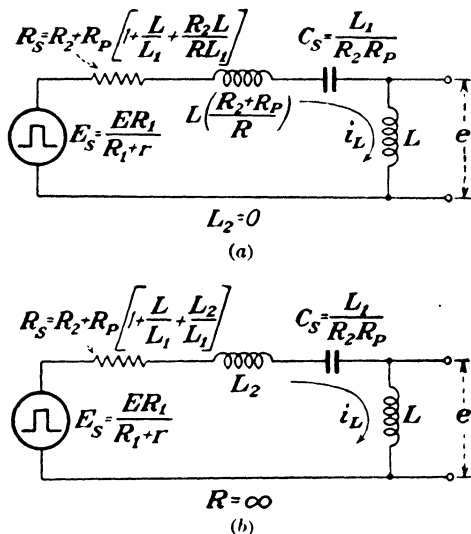 R_S=R_2+R_P[1+L/L_1+R_2L/RL_1]
C_S=L_1/R_2R_P
L(R_2+R_P/R)
E_S=ER_1/R_1+r
i_L
L
e
L_2=0
(a)
R_S=R_2+R_P[1+L/L_1+L_2/L_1]
C_S=L_1/R_2R_P
L_2
E_S=ER_1/R_1+r
i_L
L
e
R=∞
(b)